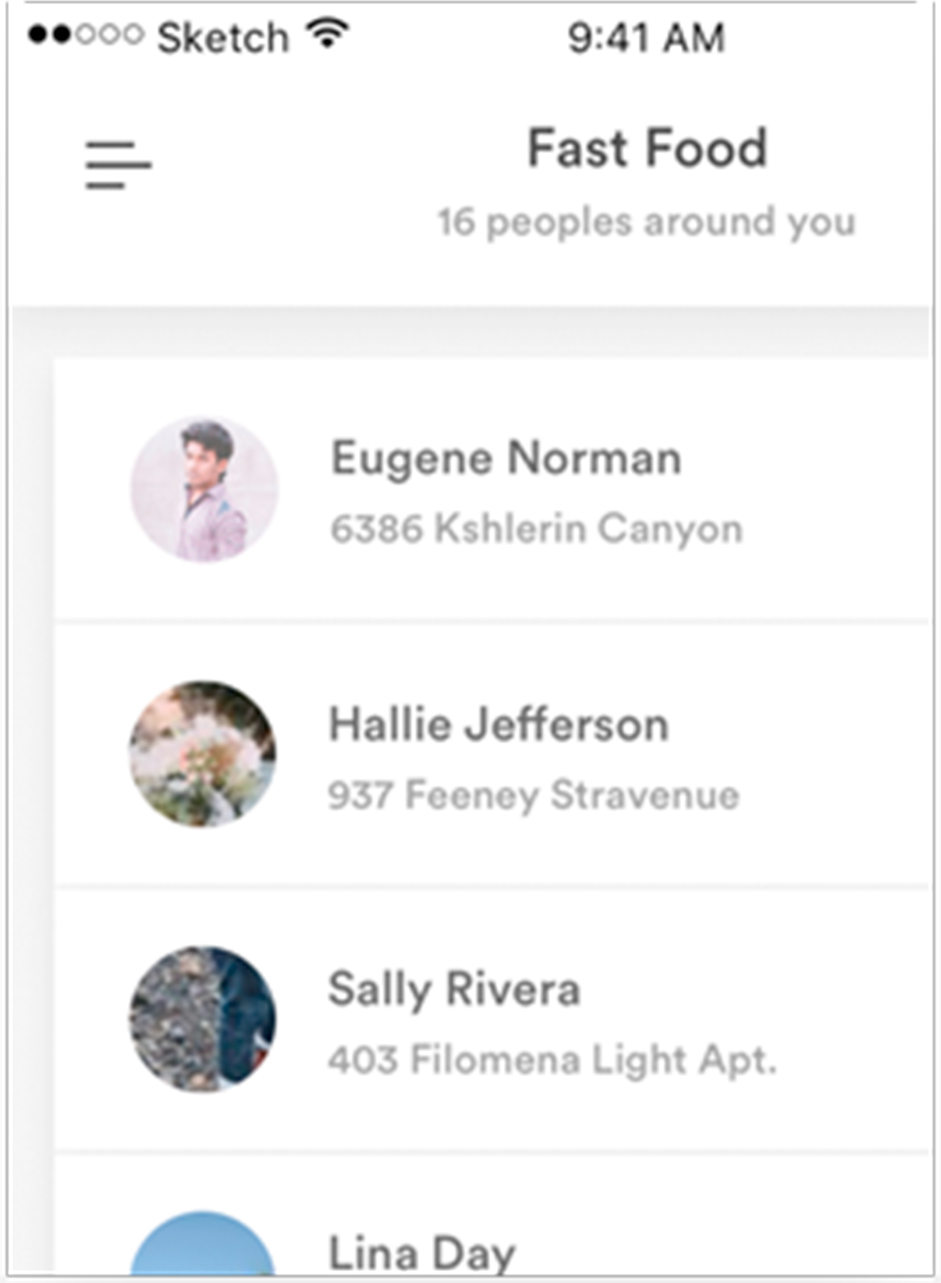 Sketch 9:41 AM
Fast Food
16 peoples around you
Eugene Norman
6386 Kshlerin Canyon
Hallie Jefferson
937 Feeney Stravenue
Sally Rivera
403 Filomena Light Apt.
Lina Day